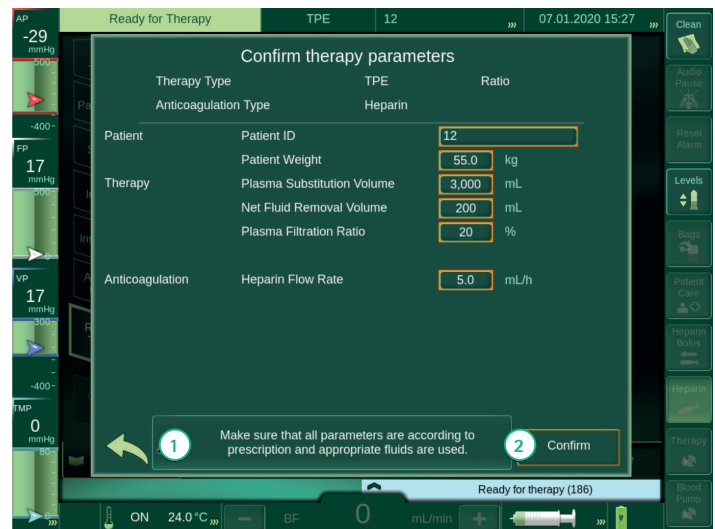 AP
-29
mmHg
500
-400
FP
17
mmHg
500
0
VP
17
mmHg
300
-400
TMP
0
mmHg
80
0
Ready for Therapy TPE 12 07.01.2020 15:27
Confirm therapy parameters
Therapy Type TPE Ratio
Anticoagulation Type Heparin
Patient Patient ID 12
Patient Weight 55.0 kg
Therapy Plasma Substitution Volume 3,000 mL
Net Fluid Removal Volume 200 mL
Plasma Filtration Ratio 20 %
Anticoagulation Heparin Flow Rate 5.0 mL/h
1
Make sure that all parameters are according to
prescription and appropriate fluids are used.
2
Confirm
Ready for therapy (186)
ON 24.0 °C BF 0 mL/min
Clean
Audio
Pause
Reset
Alarm
Levels
Bags
Patient
Care
Heparin
Bolus
Heparin
Therapy
Blood
Pump